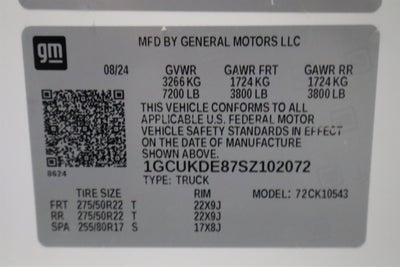 gm
MFD BY GENERAL MOTORS LLC
08/24 GVWR GAWR FRT GAWR RR
3266 KG 1724 KG 1724 KG
7200 LB 3800 LB 3800 LB
THIS VEHICLE CONFORMS TO ALL
APPLICABLE U.S. FEDERAL MOTOR
VEHICLE SAFETY STANDARDS IN EFFECT
ON THE DATE OF MANUFACTURE
SHOWN ABOVE.
8624
1GCUKDE87SZ102072
TYPE: TRUCK
TIRE SIZE RIM MODEL: 72CK10543
FRT 275/50R22 T 22X9J
RR 275/50R22 T 22X9J
SPA 255/80R17 S 17X8J